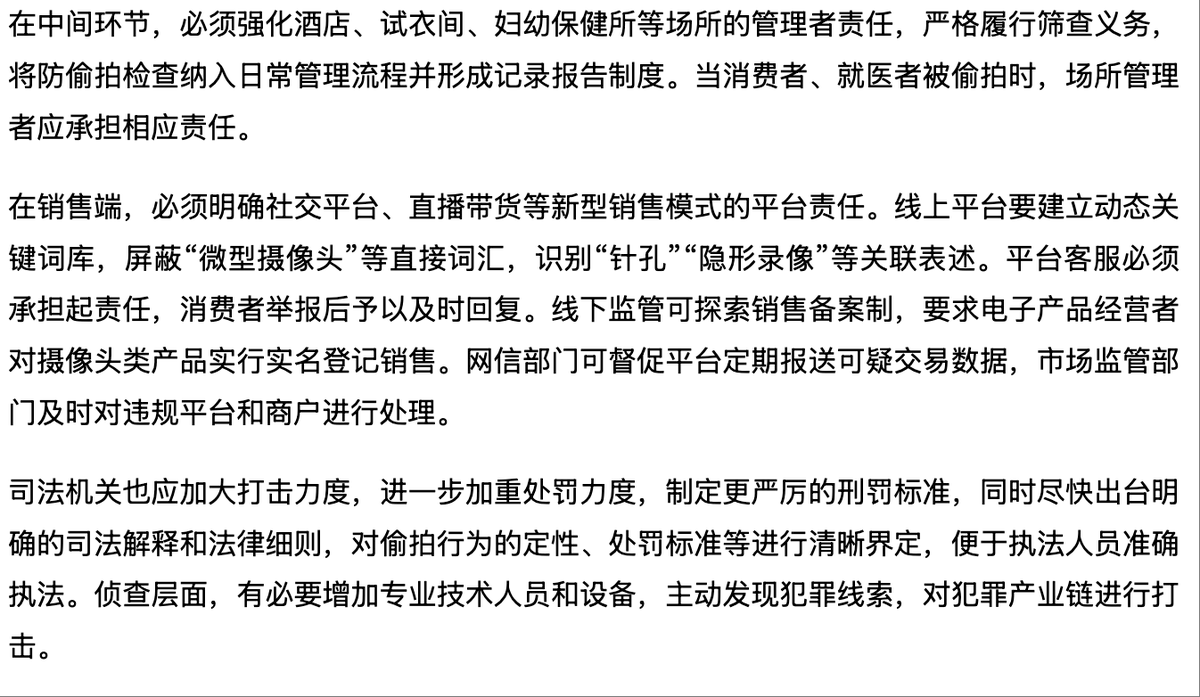 在中间环节，必须强化酒店、试衣间、妇幼保健所等场所的管理者责任，严格履行筛查义务，
将防偷拍检查纳入日常管理流程并形成记录报告制度。当消费者、就医者被偷拍时，场所管理
者应承担相应责任。
在销售端，必须明确社交平台、直播带货等新型销售模式的平台责任。线上平台要建立动态关
键词库，屏蔽“微型摄像头”等直接词汇，识别“针孔”“隐形录像”等关联表述。平台客服必须
承担起责任，消费者举报后予以及时回复。线下监管可探索销售备案制，要求电子产品经营者
对摄像头类产品实行实名登记销售。网信部门可督促平台定期报送可疑交易数据，市场监管部
门及时对违规平台和商户进行处理。
司法机关也应加大打击力度，进一步加重处罚力度，制定更严厉的刑罚标准，同时尽快出台明
确的司法解释和法律细则，对偷拍行为的定性、处罚标准等进行清晰界定，便于执法人员准确
执法。侦查层面，有必要增加专业技术人员和设备，主动发现犯罪线索，对犯罪产业链进行打
击。